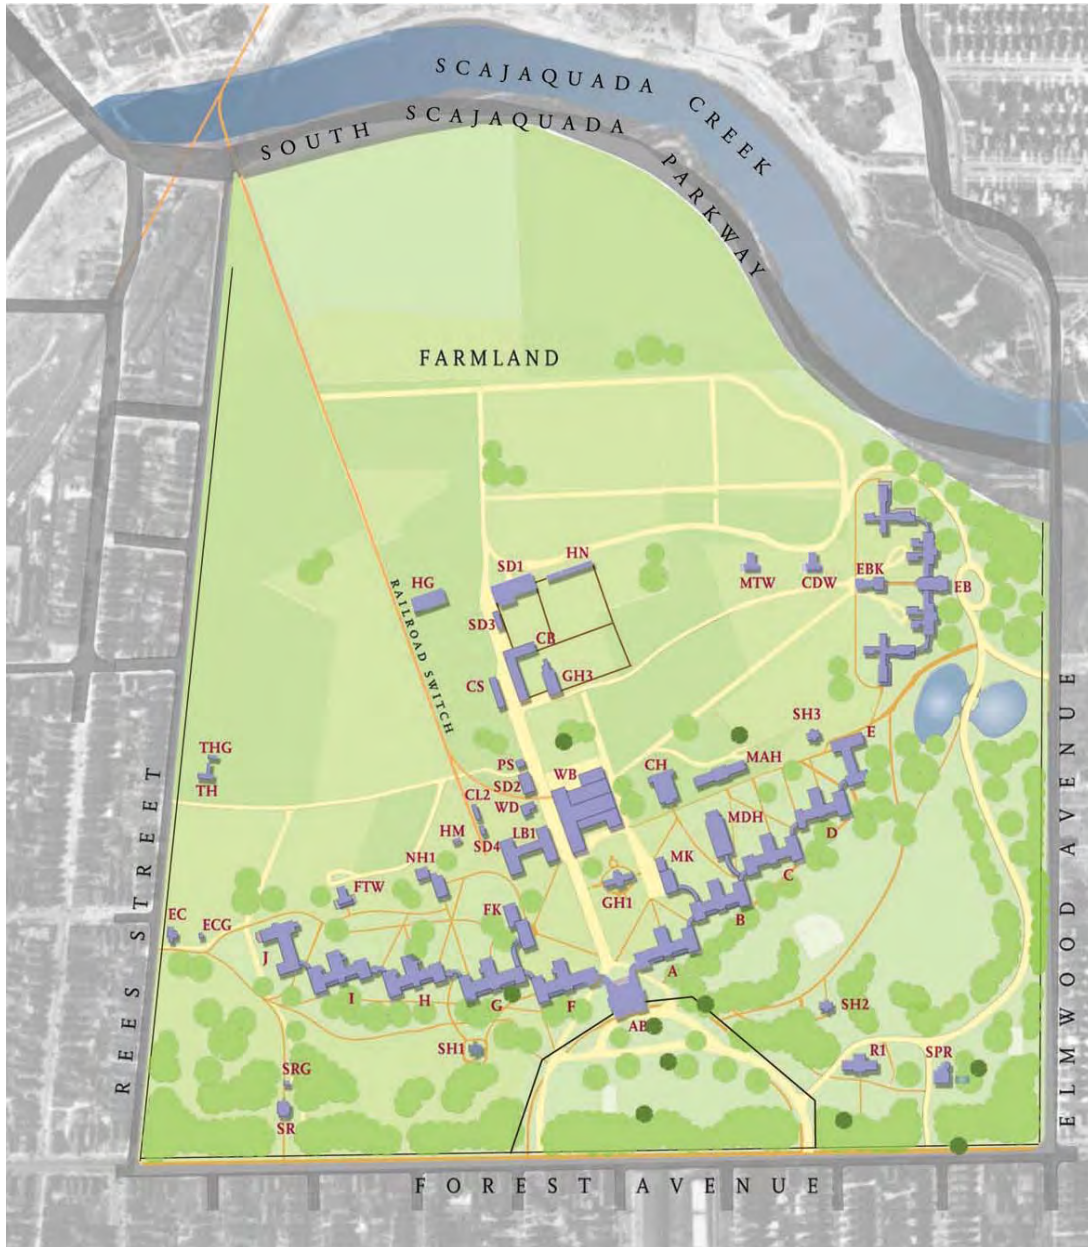 SCAJAQUADA CREEK
SOUTH SCAJAQUADA PARKWAY
FARMLAND
RAILROAD SWITCH
HG
SD1
HN
MTW
CDW
EBK
EB
SD3
CB
CS
GH3
SH3
E
THG
TH
PS
SD2
WB
CH
MAH
CL2
WD
MDH
D
HM
SD4
LB1
MK
C
NH1
FTW
GH1
B
EC
ECG
FK
J
I
H
G
F
A
AB
SH2
SH1
R1
SPR
SRG
SR
REES STREET
ELMWOOD AVENUE
FOREST AVENUE